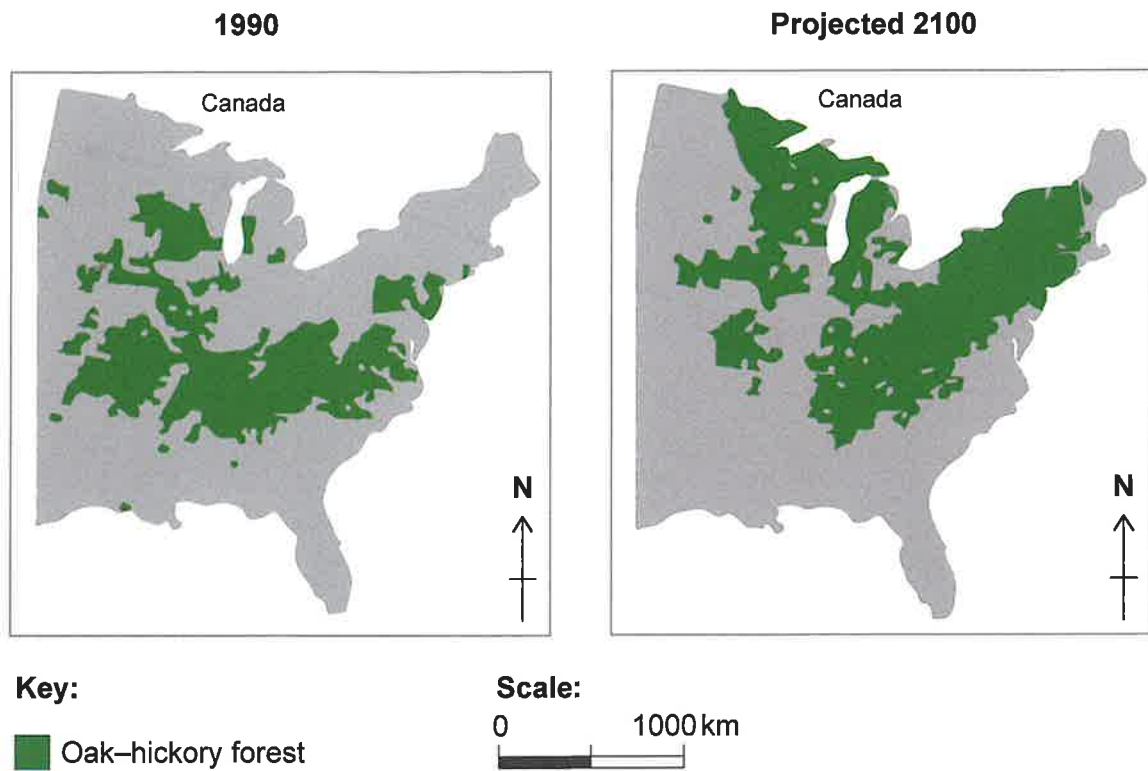 1990
Projected 2100
Canada
Canada
N
N
Key:
Scale:
0 1000 km
Oak–hickory forest